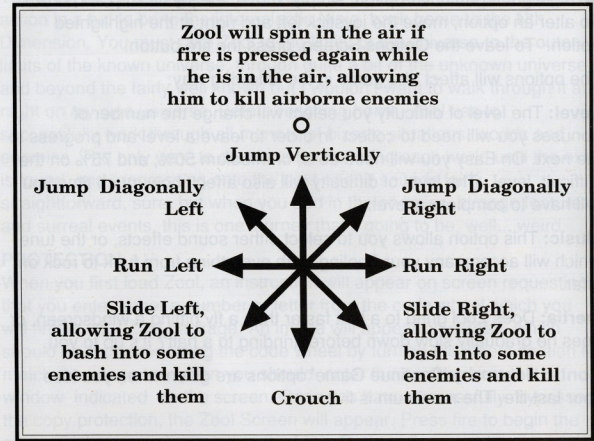 Zool will spin in the air if
Up is pressed again while
he is in the air, allowing
him to kill airborne enemies
Jump Vertically
Jump Diagonally
Left
Jump Diagonally
Right
Run Left
Run Right
Slide Left,
allowing Zool to
bash into some
enemies and kill
them
Slide Right,
allowing Zool to
bash into some
enemies and kill
them
Crouch